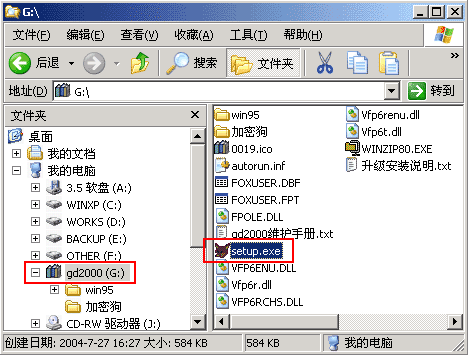 G:\
文件(F) 编辑(E) 查看(V) 收藏(A) 工具(T) 帮助(H)
后退 搜索 文件夹
地址(D) G:\ 转到
文件夹
桌面
我的文档
我的电脑
3.5 软盘 (A:)
WINXP (C:)
WORKS (D:)
BACKUP (E:)
OTHER (F:)
gd2000 (G:)
win95
加密狗
CD-RW 驱动器 (J:)
win95
加密狗
0019.ico
autorun.inf
FOXUSER.DBF
FOXUSER.FPT
FPOLE.DLL
gd2000维护手册.txt
setup.exe
VFP6ENU.DLL
Vfp6r.dll
VFP6RCHS.DLL
Vfp6renu.dll
Vfp6t.dll
WINZIP80.EXE
升级安装说明.txt
创建日期: 2004-7-27 16:27 大小: 584 KB 584 KB 我的电脑